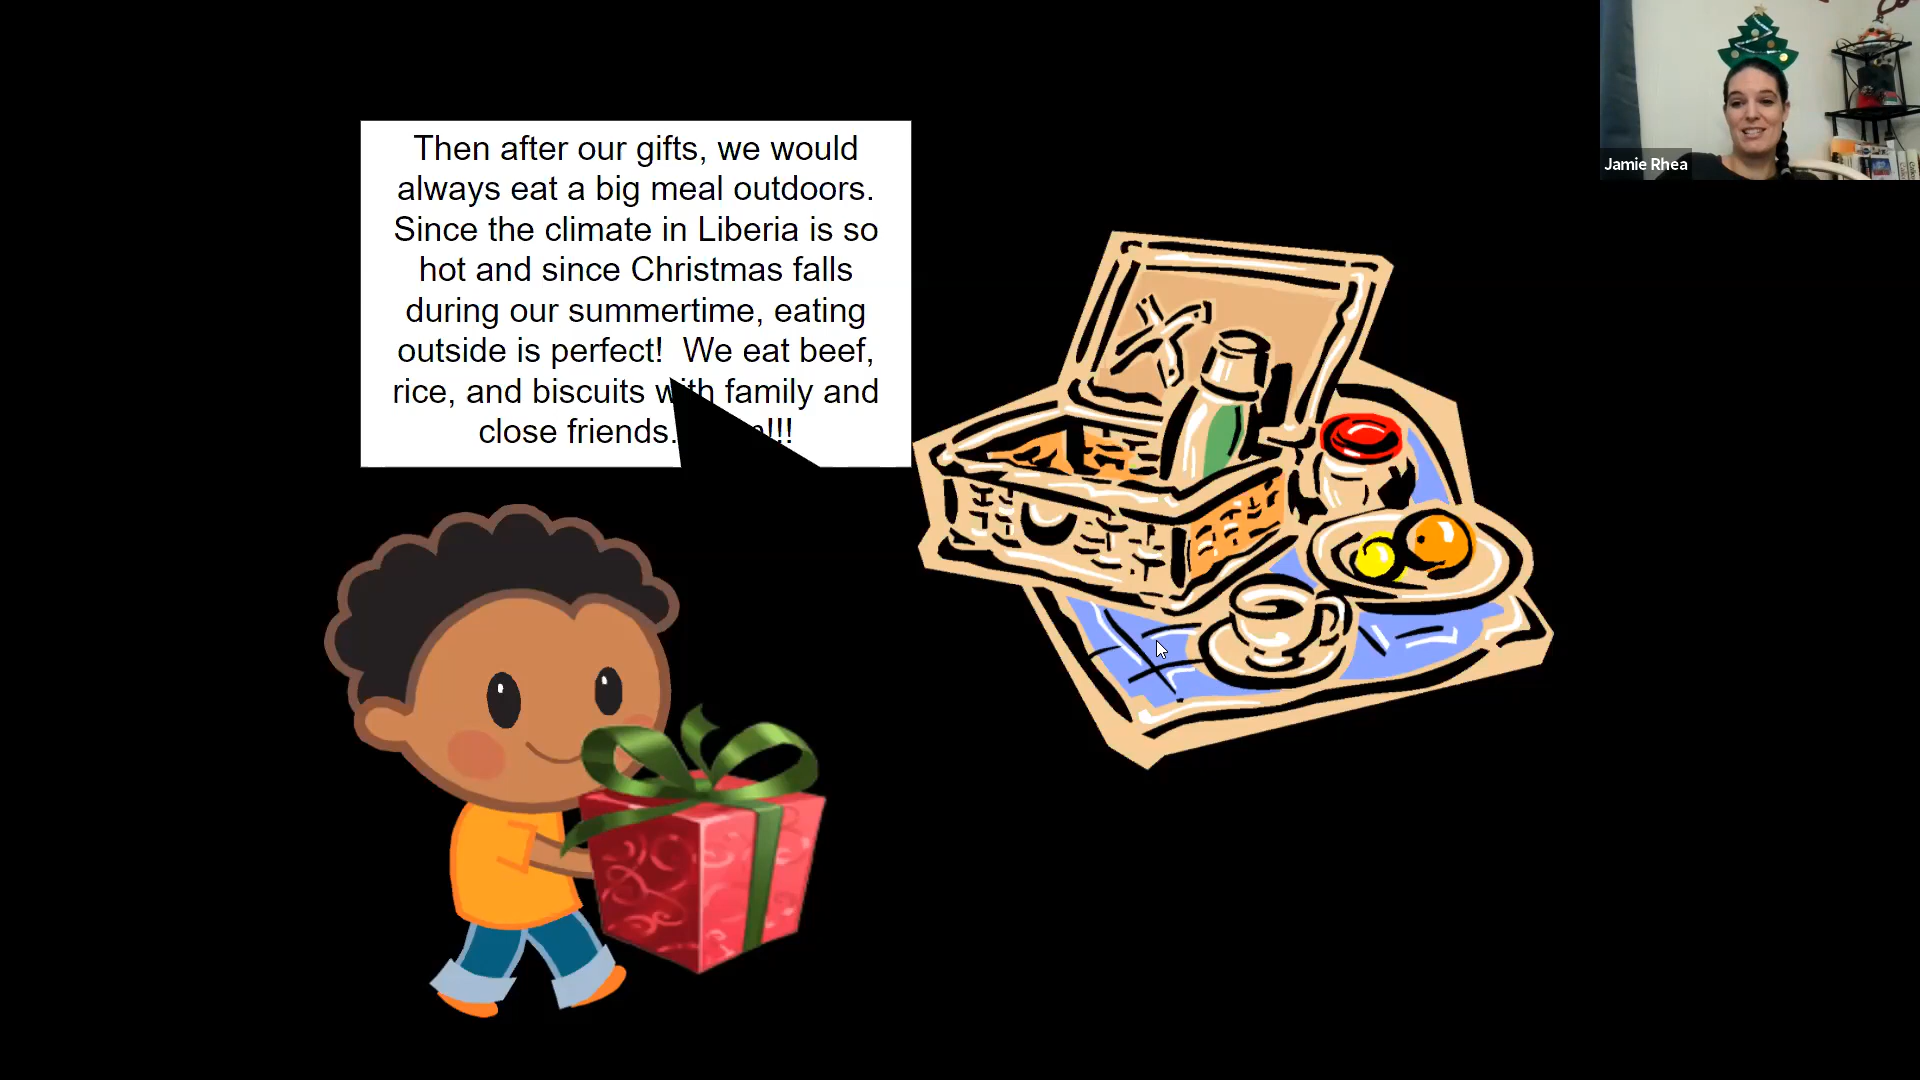 Then after our gifts, we would
always eat a big meal outdoors.
Since the climate in Liberia is so
hot and since Christmas falls
during our summertime, eating
outside is perfect!  We eat beef,
rice, and biscuits with family and
close friends. !!!
Jamie Rhea